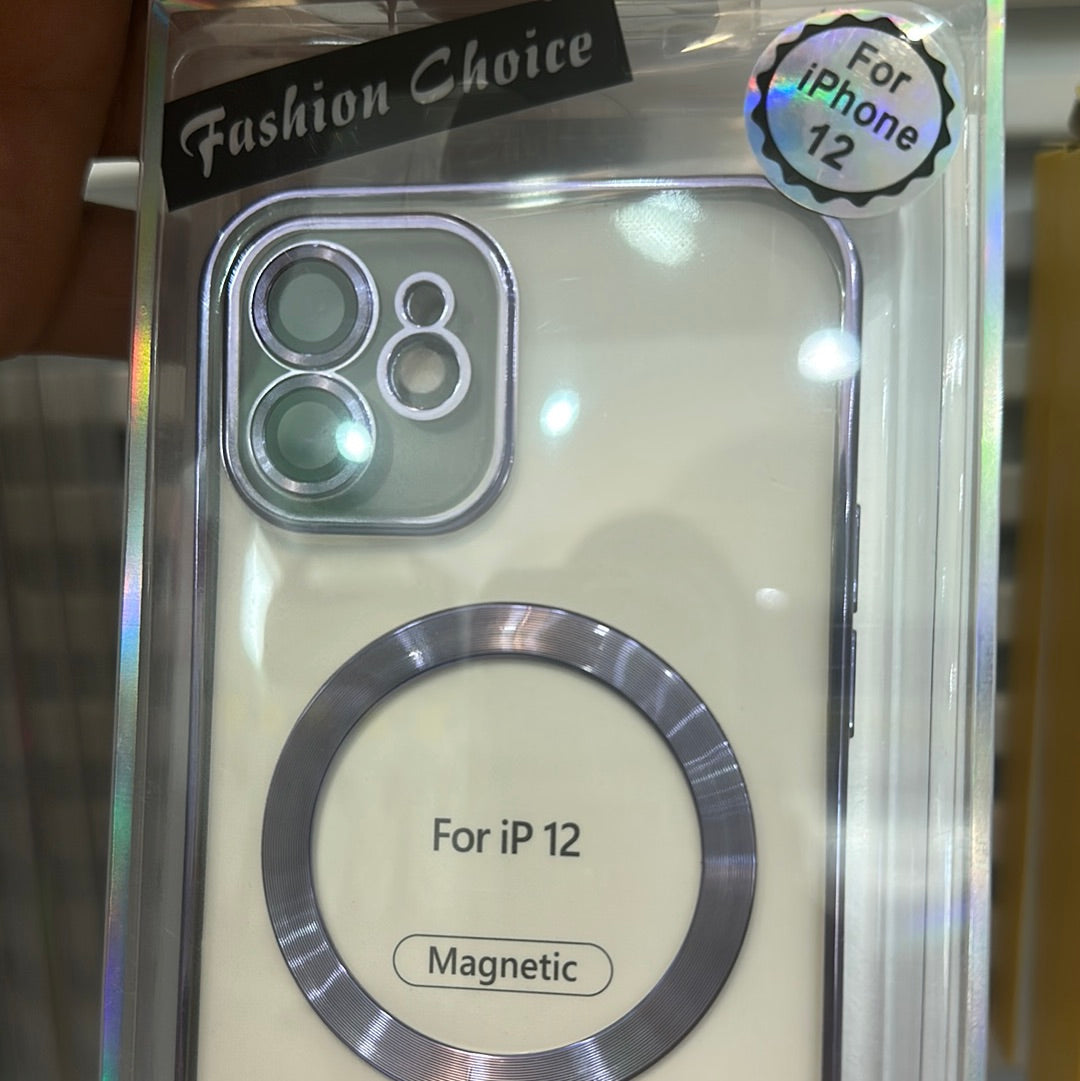 Fashion Choice
For
iPhone
12
For iP 12
Magnetic